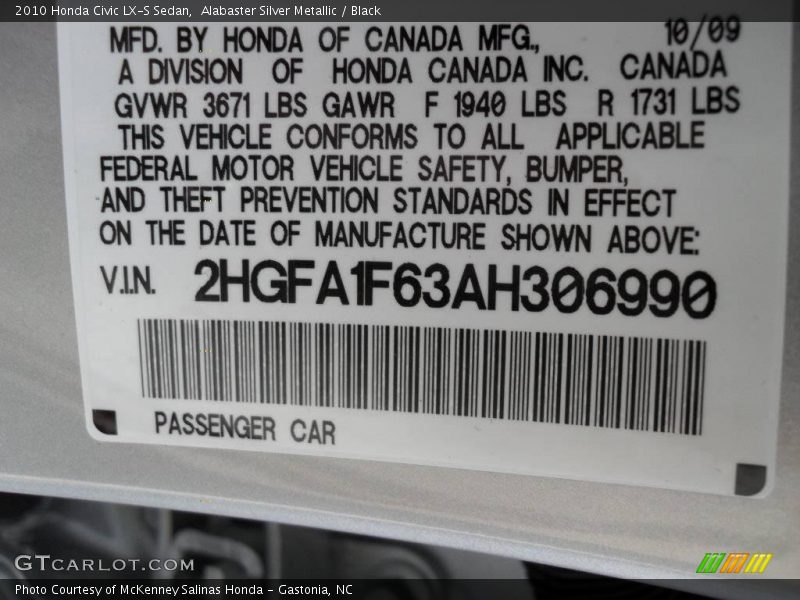 2010 Honda Civic LX-S Sedan,  Alabaster Silver Metallic / Black
MFD. BY HONDA OF CANADA MFG., 10/09
A DIVISION OF HONDA CANADA INC. CANADA
GVWR 3671 LBS GAWR F 1940 LBS R 1731 LBS
THIS VEHICLE CONFORMS TO ALL APPLICABLE
FEDERAL MOTOR VEHICLE SAFETY, BUMPER,
AND THEFT PREVENTION STANDARDS IN EFFECT
ON THE DATE OF MANUFACTURE SHOWN ABOVE:
V.I.N. 2HGFA1F63AH306990
PASSENGER CAR
GTCARLOT.COM
Photo Courtesy of McKenney Salinas Honda - Gastonia, NC